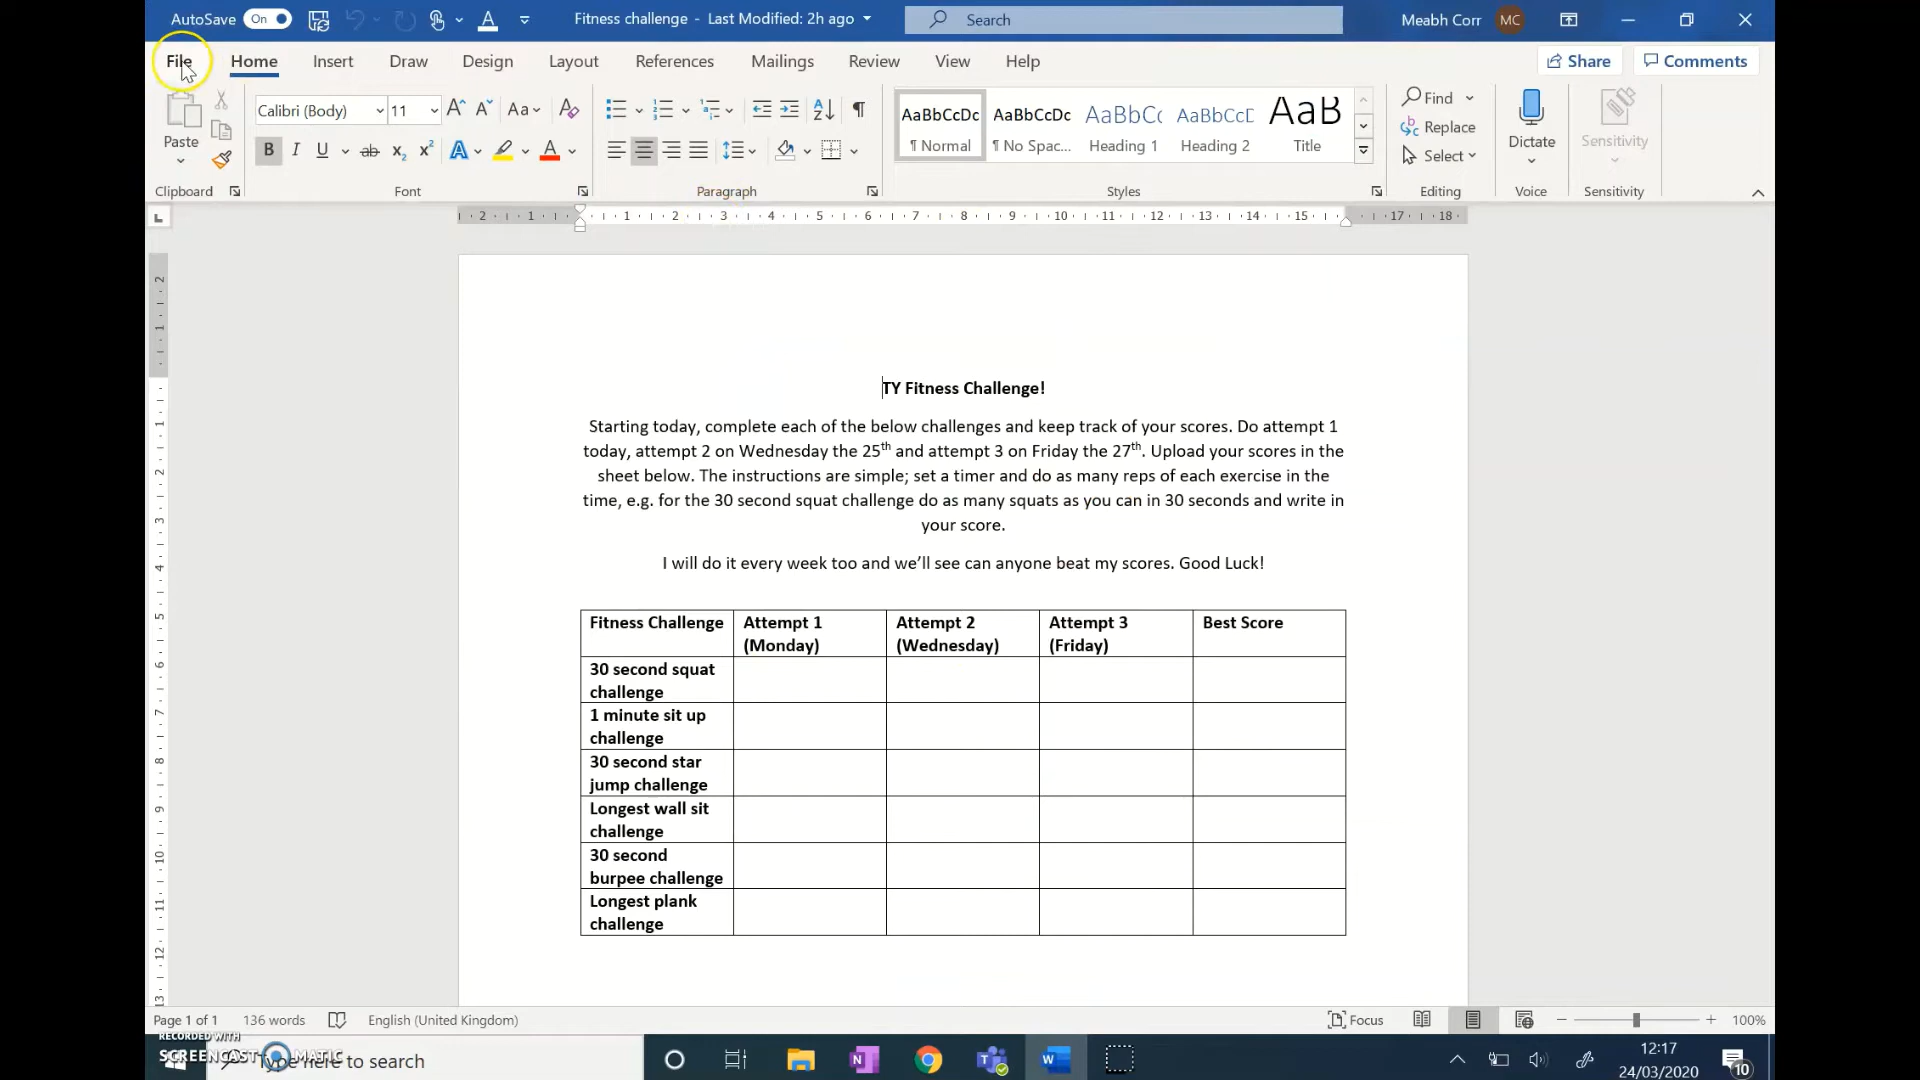 AutoSave On Fitness challenge - Last Modified: 2h ago Search Meabh Corr MC
File Home Insert Draw Design Layout References Mailings Review View Help Share Comments
Calibri (Body) 11 Aa AaBbCcDc AaBbCcDc AaBbCc AaBbCcD AaB Find
Replace
Paste ¶ Normal ¶ No Spac... Heading 1 Heading 2 Title Select Dictate Sensitivity
Clipboard Font Paragraph Styles Editing Voice Sensitivity
TY Fitness Challenge!
Starting today, complete each of the below challenges and keep track of your scores. Do attempt 1
today, attempt 2 on Wednesday the 25th and attempt 3 on Friday the 27th. Upload your scores in the
sheet below. The instructions are simple; set a timer and do as many reps of each exercise in the
time, e.g. for the 30 second squat challenge do as many squats as you can in 30 seconds and write in
your score.
I will do it every week too and we’ll see can anyone beat my scores. Good Luck!
Fitness Challenge Attempt 1 Attempt 2 Attempt 3 Best Score
(Monday) (Wednesday) (Friday)
30 second squat
challenge
1 minute sit up
challenge
30 second star
jump challenge
Longest wall sit
challenge
30 second
burpee challenge
Longest plank
challenge
Page 1 of 1 136 words English (United Kingdom) Focus 100%
RECORDED WITH
SCREENCAST MATIC Type here to search
12:17
24/03/2020 10